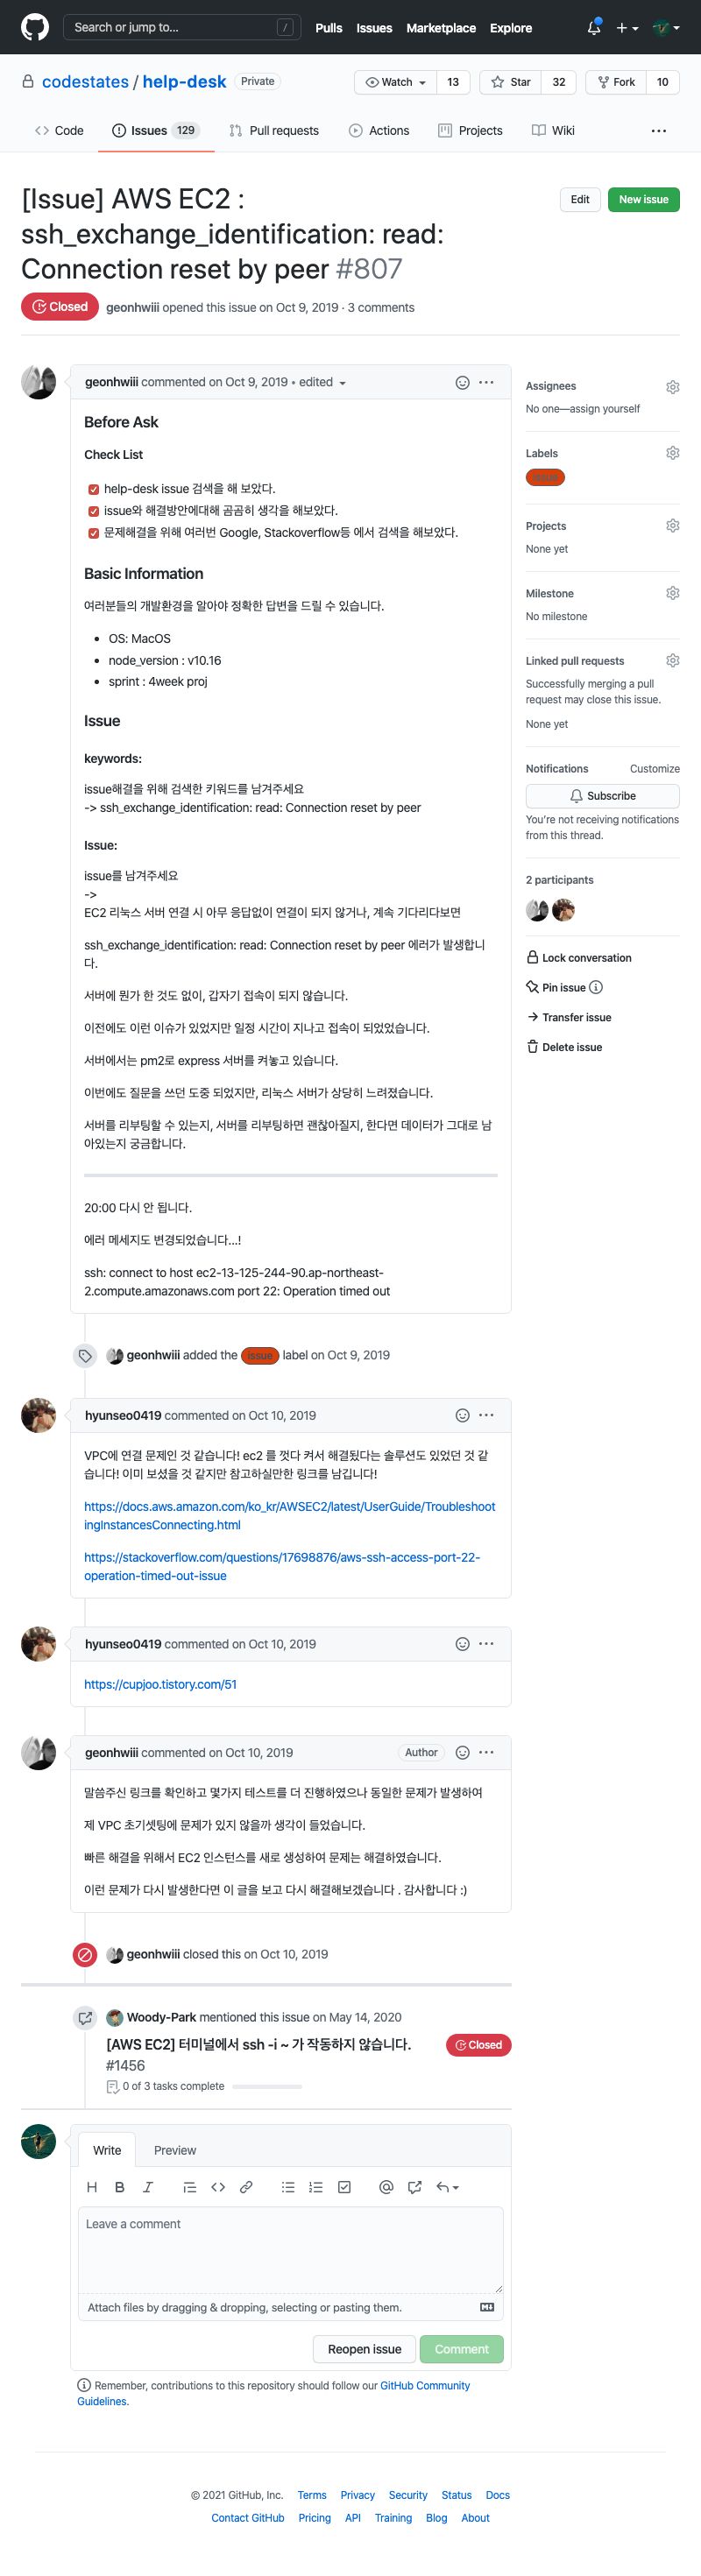 Search or jump to...
/
Pulls
Issues
Marketplace
Explore
codestates / help-desk
Private
Watch
13
Star
32
Fork
10
Code
Issues 129
Pull requests
Actions
Projects
Wiki
[Issue] AWS EC2 :
ssh_exchange_identification: read:
Connection reset by peer #807
Edit
New issue
Closed
geonhwiii opened this issue on Oct 9, 2019 · 3 comments
geonhwiii commented on Oct 9, 2019 • edited
Before Ask
Check List
help-desk issue 검색을 해 보았다.
issue와 해결방안에대해 곰곰히 생각을 해보았다.
문제해결을 위해 여러번 Google, Stackoverflow등 에서 검색을 해보았다.
Basic Information
여러분들의 개발환경을 알아야 정확한 답변을 드릴 수 있습니다.
• OS: MacOS
• node_version : v10.16
• sprint : 4week proj
Issue
keywords:
issue해결을 위해 검색한 키워드를 남겨주세요
-> ssh_exchange_identification: read: Connection reset by peer
Issue:
issue를 남겨주세요
->
EC2 리눅스 서버 연결 시 아무 응답없이 연결이 되지 않거나, 계속 기다리다보면
ssh_exchange_identification: read: Connection reset by peer 에러가 발생합니
다.
서버에 뭔가 한 것도 없이, 갑자기 접속이 되지 않습니다.
이전에도 이런 이슈가 있었지만 일정 시간이 지나고 접속이 되었었습니다.
서버에서는 pm2로 express 서버를 켜놓고 있습니다.
이번에도 질문을 쓰던 도중 되었지만, 리눅스 서버가 상당히 느려졌습니다.
서버를 리부팅할 수 있는지, 서버를 리부팅하면 괜찮아질지, 한다면 데이터가 그대로 남
아있는지 궁금합니다.
20:00 다시 안 됩니다.
에러 메세지도 변경되었습니다...!
ssh: connect to host ec2-13-125-244-90.ap-northeast-
2.compute.amazonaws.com port 22: Operation timed out
Assignees
No one—assign yourself
Labels
issue
Projects
None yet
Milestone
No milestone
Linked pull requests
Successfully merging a pull
request may close this issue.
None yet
Notifications
Customize
Subscribe
You're not receiving notifications
from this thread.
2 participants
Lock conversation
Pin issue
Transfer issue
Delete issue
geonhwiii added the issue label on Oct 9, 2019
hyunseo0419 commented on Oct 10, 2019
VPC에 연결 문제인 것 같습니다! ec2 를 껏다 켜서 해결됬다는 솔루션도 있었던 것 같
습니다! 이미 보셨을 것 같지만 참고하실만한 링크를 남깁니다!
https://docs.aws.amazon.com/ko_kr/AWSEC2/latest/UserGuide/Troubleshoot
ingInstancesConnecting.html
https://stackoverflow.com/questions/17698876/aws-ssh-access-port-22-
operation-timed-out-issue
hyunseo0419 commented on Oct 10, 2019
https://cupjoo.tistory.com/51
geonhwiii commented on Oct 10, 2019
Author
말씀주신 링크를 확인하고 몇가지 테스트를 더 진행하였으나 동일한 문제가 발생하여
제 VPC 초기셋팅에 문제가 있지 않을까 생각이 들었습니다.
빠른 해결을 위해서 EC2 인스턴스를 새로 생성하여 문제는 해결하였습니다.
이런 문제가 다시 발생한다면 이 글을 보고 다시 해결해보겠습니다 . 감사합니다 :)
geonhwiii closed this on Oct 10, 2019
Woody-Park mentioned this issue on May 14, 2020
[AWS EC2] 터미널에서 ssh -i ~ 가 작동하지 않습니다.
#1456
Closed
0 of 3 tasks complete
Write
Preview
Leave a comment
Attach files by dragging & dropping, selecting or pasting them.
Reopen issue
Comment
Remember, contributions to this repository should follow our GitHub Community
Guidelines.
© 2021 GitHub, Inc.
Terms
Privacy
Security
Status
Docs
Contact GitHub
Pricing
API
Training
Blog
About